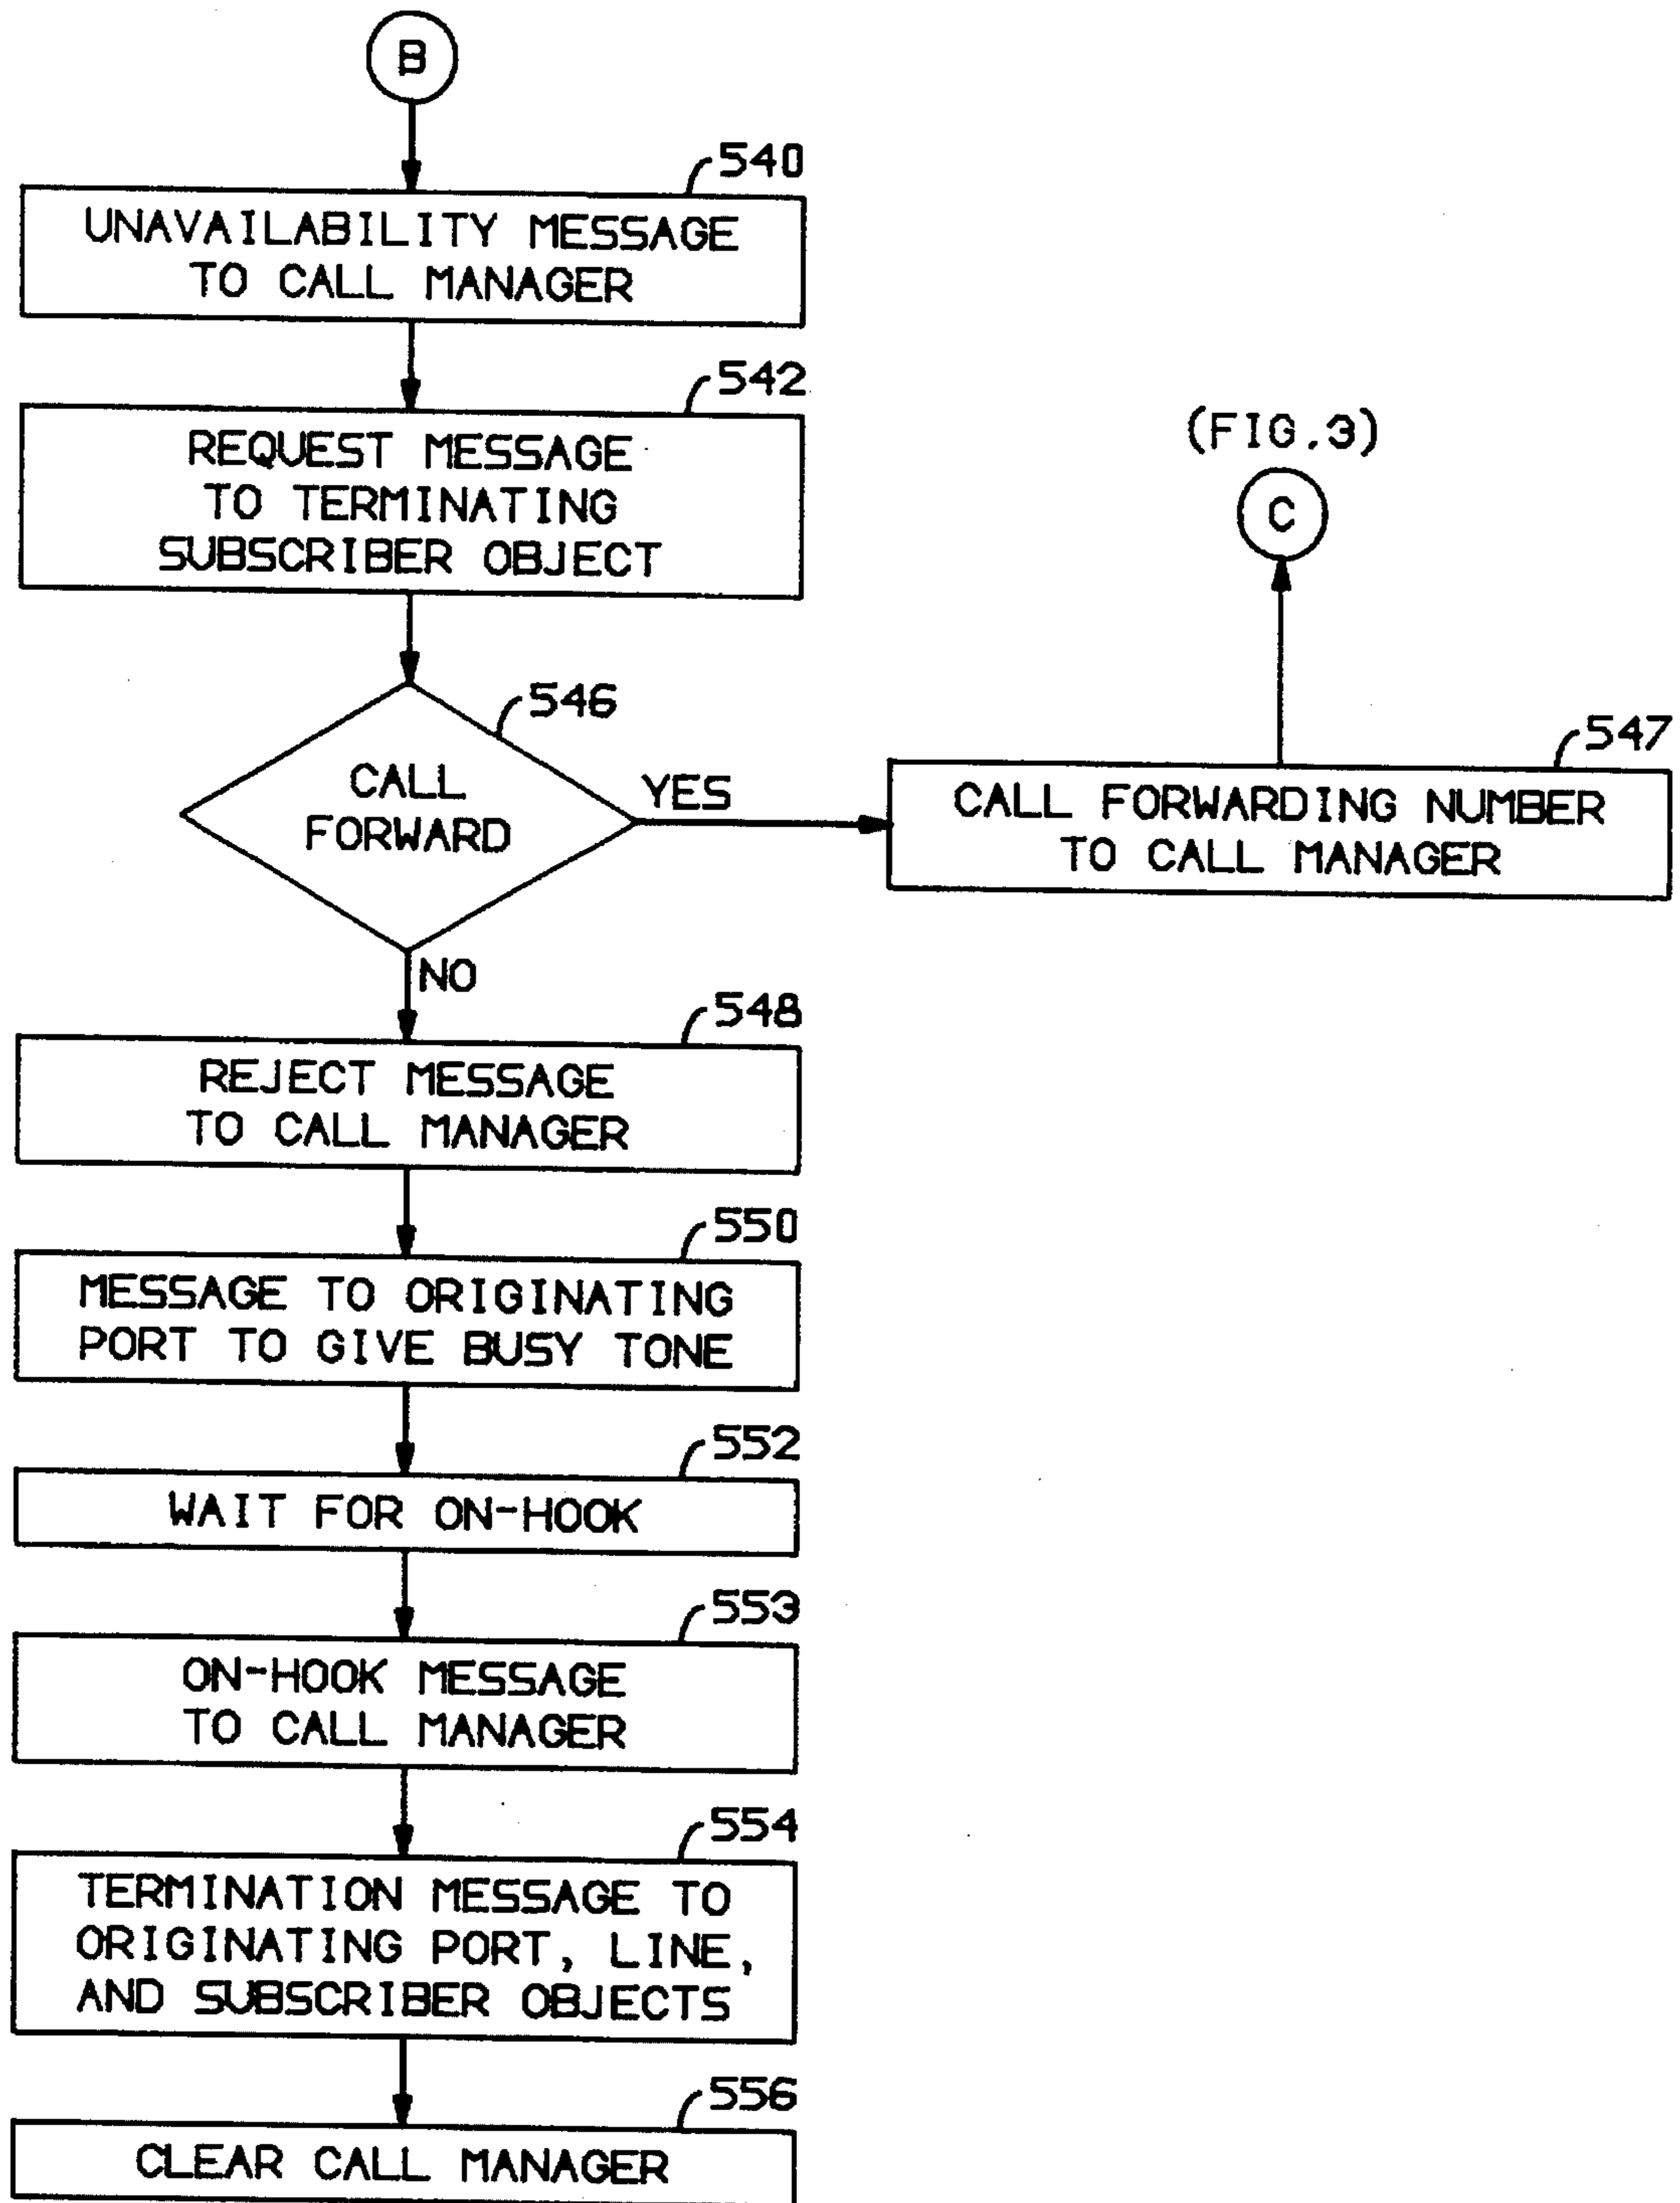 B
540
UNAVAILABILITY MESSAGE
TO CALL MANAGER
542
REQUEST MESSAGE
TO TERMINATING
SUBSCRIBER OBJECT
(FIG.3)
C
546
CALL
FORWARD
YES
547
CALL FORWARDING NUMBER
TO CALL MANAGER
NO
548
REJECT MESSAGE
TO CALL MANAGER
550
MESSAGE TO ORIGINATING
PORT TO GIVE BUSY TONE
552
WAIT FOR ON-HOOK
553
ON-HOOK MESSAGE
TO CALL MANAGER
554
TERMINATION MESSAGE TO
ORIGINATING PORT, LINE,
AND SUBSCRIBER OBJECTS
556
CLEAR CALL MANAGER